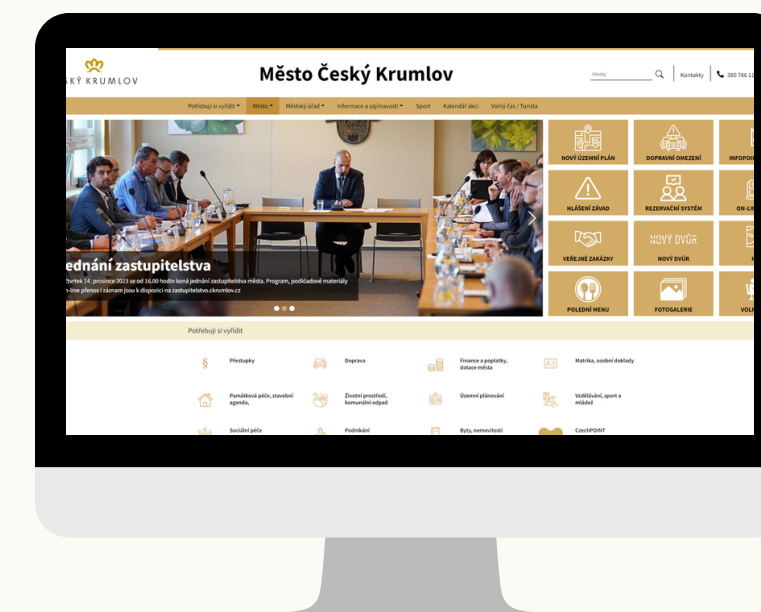 SKÝ KRUMLOV
Město Český Krumlov
Hledej
Kontakty
380 766 11
Potřebuji si vyřídit
Město
Městský úřad
Informace a zajímavosti
Sport
Kalendář akcí
Volný čas / Turista
NOVÝ ÚZEMNÍ PLÁN
DOPRAVNÍ OMEZENÍ
INFOPOI
HLÁŠENÍ ZÁVAD
REZERVAČNÍ SYSTÉM
ON-LIN
VEŘEJNÉ ZAKÁZKY
NOVÝ DVŮR
NOVÝ DVŮR
N
POLEDNÍ MENU
FOTOGALERIE
VOLN
ednání zastupitelstva
čtvrtek 14. prosince 2023 se od 16.00 hodin koná jednání zastupitelstva města. Program, podkladové materiály
n-line přenos i záznam jsou k dispozici na zastupitelstvo.ckrumlov.cz
Potřebuji si vyřídit
§
Přestupky
Doprava
Finance a poplatky,
dotace města
Matrika, osobní doklady
Památková péče, stavební
agenda,
Životní prostředí,
komunální odpad
Územní plánování
Vzdělávání, sport a
mládež
Sociální péče
Podnikání
Byty, nemovitosti
CzechPOINT